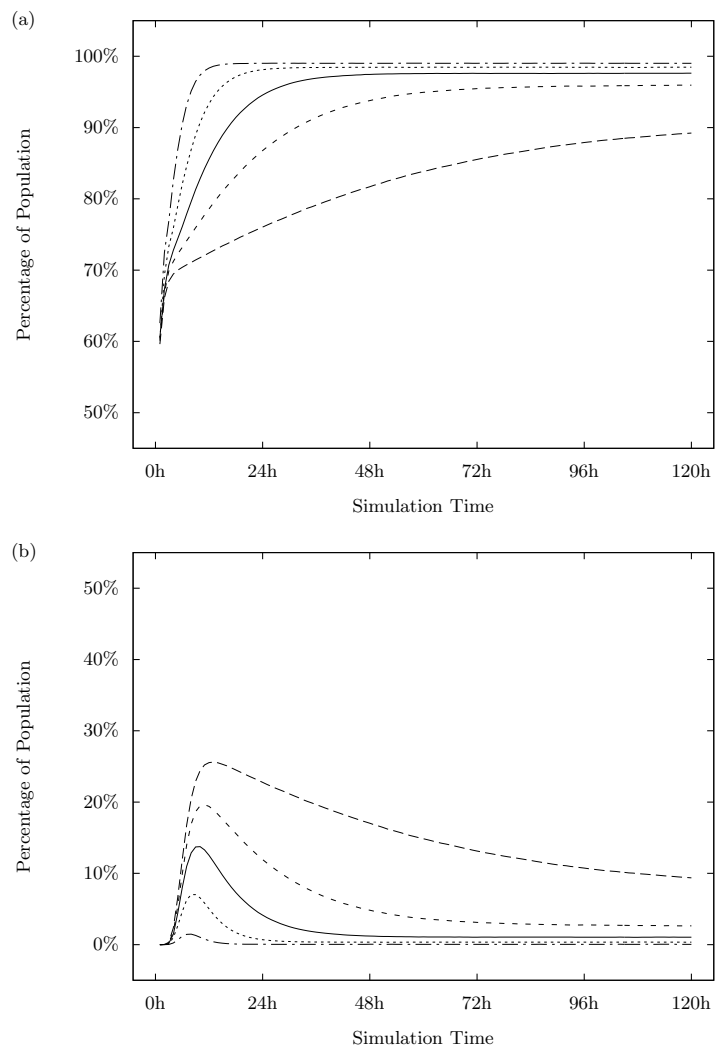 (a)
100%
90%
80%
70%
60%
50%
Percentage of Population
0h 24h 48h 72h 96h 120h
Simulation Time
(b)
50%
40%
30%
20%
10%
0%
Percentage of Population
0h 24h 48h 72h 96h 120h
Simulation Time